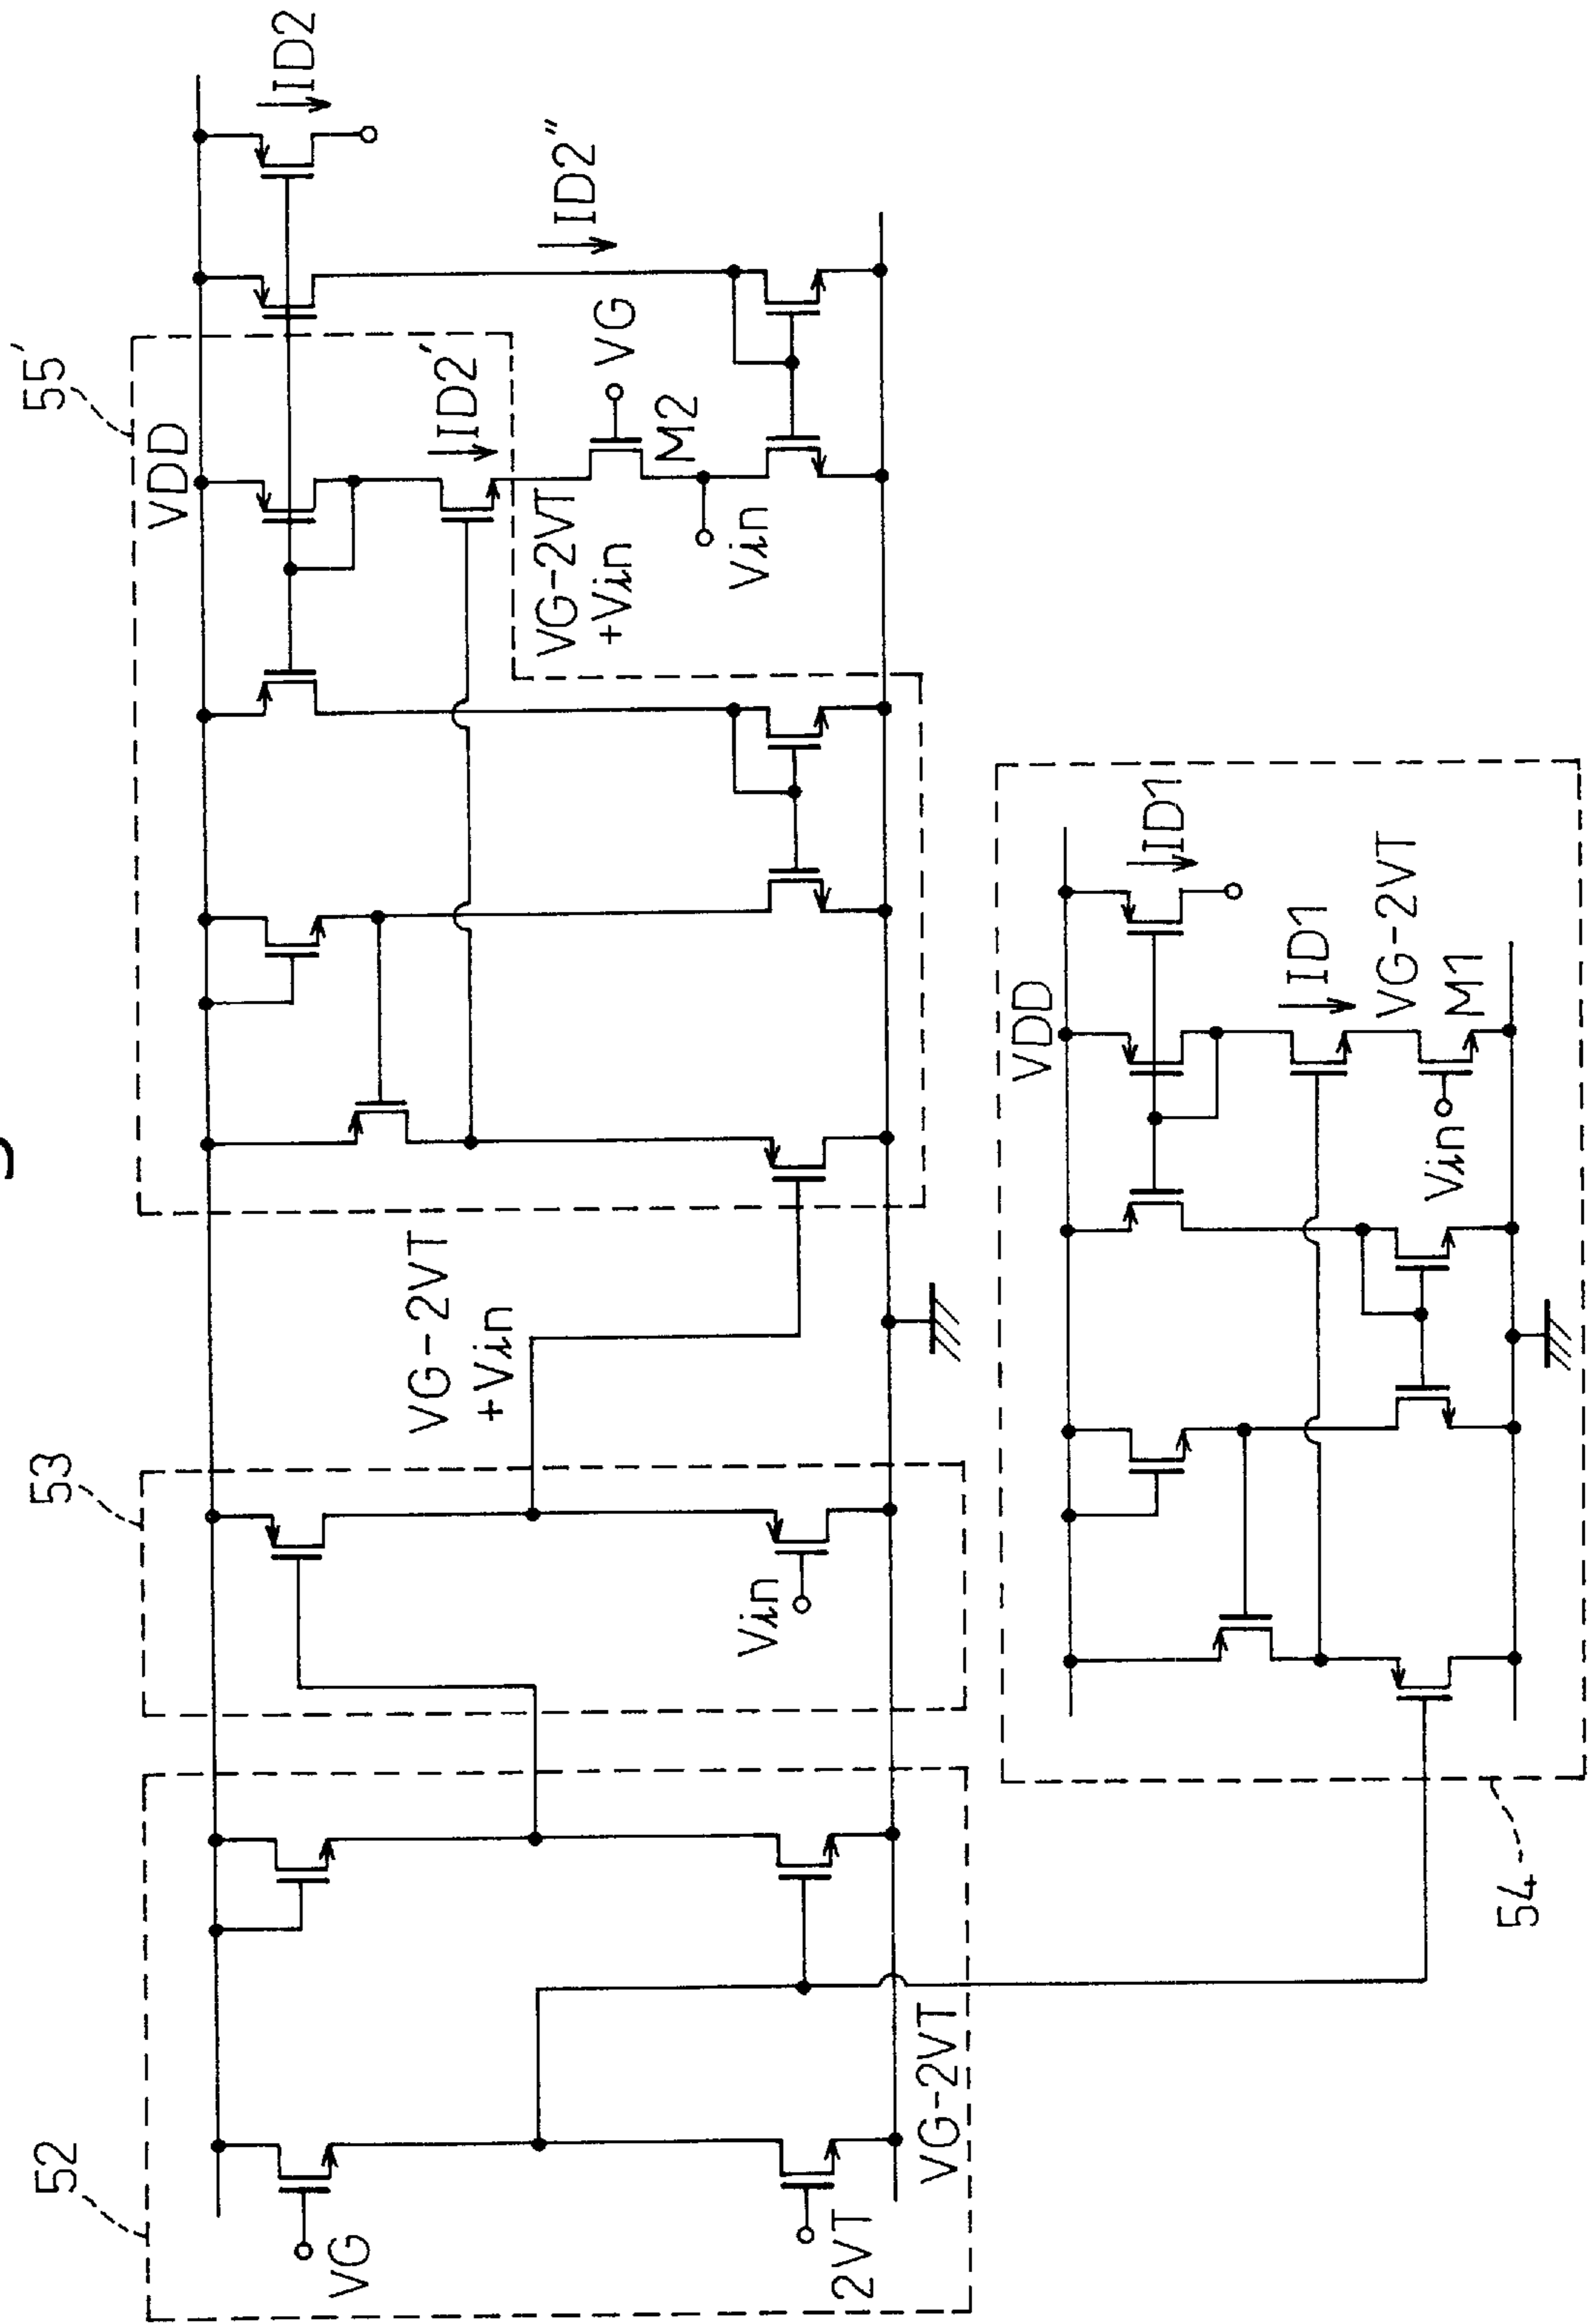 55'
VDD
ID2
ID2'
ID2"
VG
M2
VG-2VT
+Vin
Vin
53
VG-2VT
+Vin
Vin
52
VG
2VT
VG-2VT
54
VDD
ID1
ID1
VG-2VT
M1
Vin